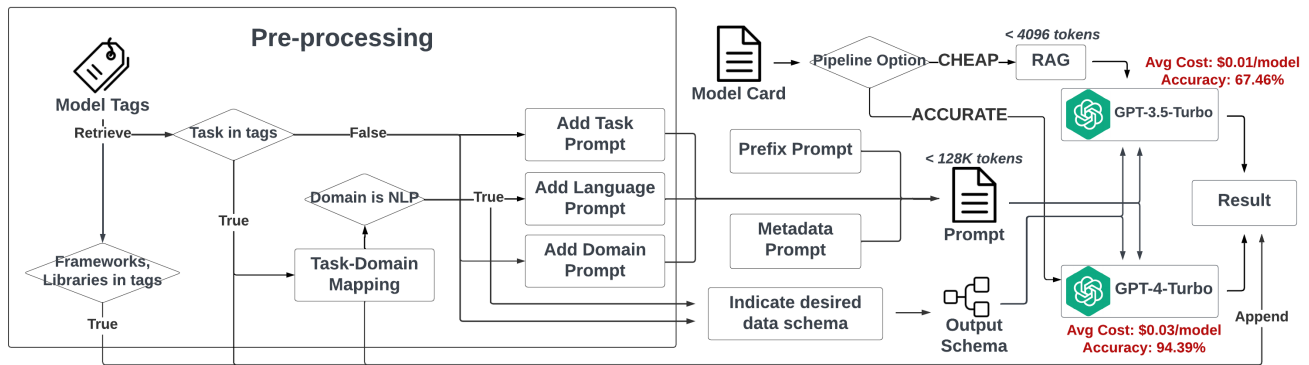 Pre-processing
Model Tags
Retrieve
Task in tags
False
True
Frameworks,
Libraries in tags
True
Domain is NLP
True
Task-Domain
Mapping
Add Task
Prompt
Add Language
Prompt
Add Domain
Prompt
Model Card
Pipeline Option
CHEAP
< 4096 tokens
RAG
Avg Cost: $0.01/model
Accuracy: 67.46%
GPT-3.5-Turbo
ACCURATE
Prefix Prompt
< 128K tokens
Prompt
Metadata
Prompt
Result
Indicate desired
data schema
Output
Schema
GPT-4-Turbo
Avg Cost: $0.03/model
Accuracy: 94.39%
Append